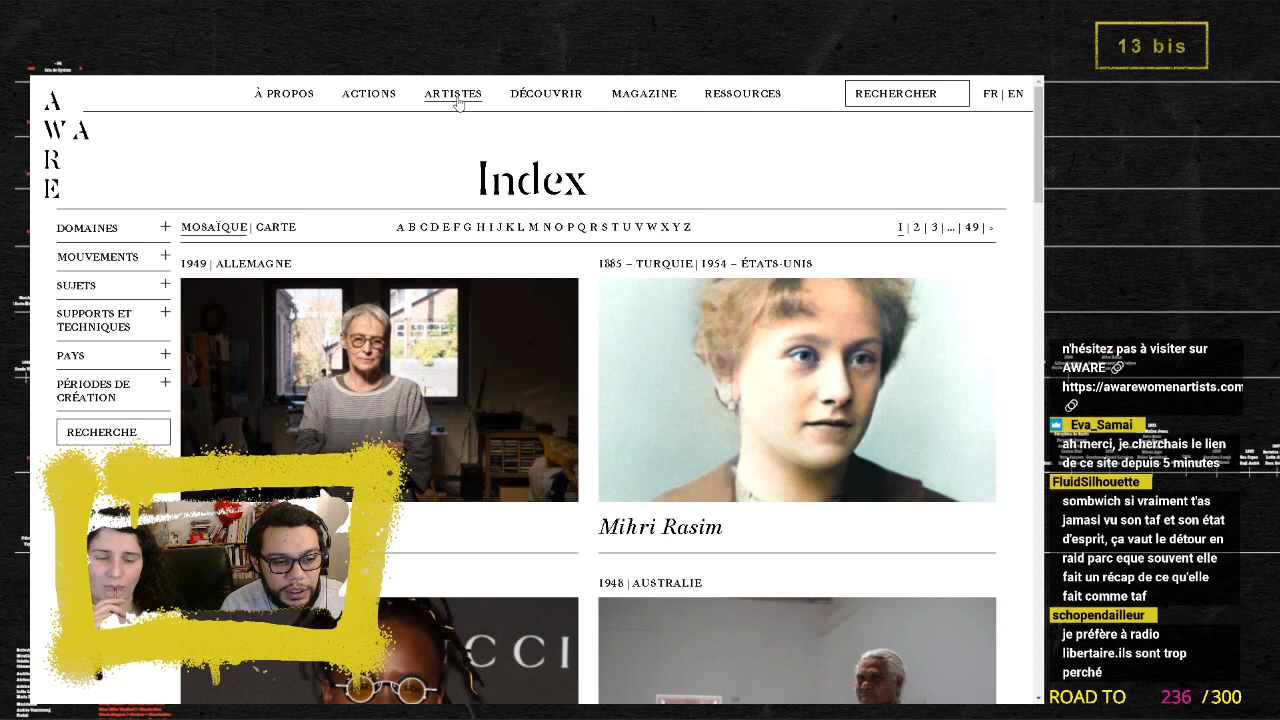 13 bis
A
W A
R
E
À PROPOS
ACTIONS
ARTISTES
DÉCOUVRIR
MAGAZINE
RESSOURCES
RECHERCHER
FR | EN
Index
DOMAINES +
MOUVEMENTS +
SUJETS +
SUPPORTS ET +
TECHNIQUES
PAYS +
PÉRIODES DE +
CRÉATION
RECHERCHE
MOSAÏQUE | CARTE
A B C D E F G H I J K L M N O P Q R S T U V W X Y Z
1 | 2 | 3 | ... | 49 | >
1949 | ALLEMAGNE
1885 – TURQUIE | 1954 – ÉTATS-UNIS
Mihri Rasim
1948 | AUSTRALIE
CCI
n'hésitez pas à visiter sur
AWARE
https://awarewomenartists.com
Eva_Samai
ah merci, je cherchais le lien
de ce site depuis 5 minutes
FluidSilhouette
sombwich si vraiment t'as
jamasi vu son taf et son état
d'esprit, ça vaut le détour en
raid parc eque souvent elle
fait un récap de ce qu'elle
fait comme taf
schopendailleur
je préfère à radio
libertaire.ils sont trop
perché
ROAD TO 236 / 300